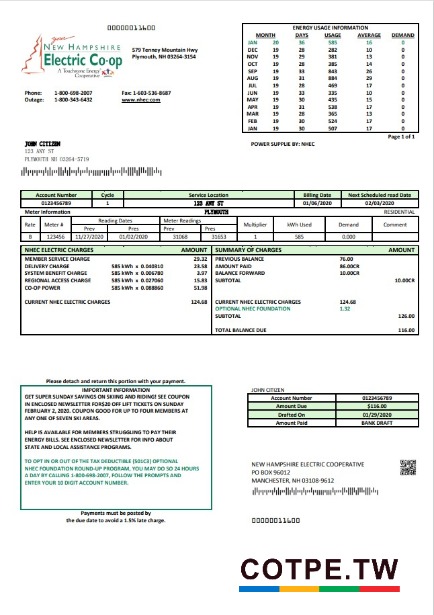 00000011600
ENERGY USAGE INFORMATION
MONTH DAYS USAGE AVERAGE DEMAND
JAN 20 36 585 16 0
DEC 19 28 282 10 0
NOV 19 29 381 13 0
OCT 19 28 385 14 0
SEP 19 33 843 26 0
AUG 19 31 884 29 0
JUL 19 28 469 17 0
JUN 19 33 335 10 0
MAY 19 30 435 15 0
APR 19 31 538 17 0
MAR 19 28 365 13 0
FEB 19 30 524 17 0
JAN 19 30 507 17 0
Page 1 of 1
POWER SUPPLIE BY: NHEC
your
NEW HAMPSHIRE
Electric Co-op
A Touchstone Energy Cooperative
579 Tenney Mountain Hwy
Plymouth, NH 03264-3154
Phone: 1-800-698-2007 Fax: 1-603-536-8687
Outage: 1-800-343-6432 www.nhec.com
JOHN CITIZEN
123 ANY ST
PLYMOUTH NH 02264-5719
Account Number Cycle Service Location Billing Date Next Scheduled read Date
0123456789 1 123 ANY ST 01/06/2020 02/03/2020
Meter Information PLYMOUTH RESIDENTIAL
Rate Meter # Reading Dates Meter Readings Multiplier kWh Used Demand Comment
Prev Pres Prev Pres
B 123456 11/27/2020 01/02/2020 31068 31653 1 585 0.000
NHEC ELECTRIC CHARGES AMOUNT
MEMBER SERVICE CHARGE 29.32
DELIVERY CHARGE 585 kWh x 0.040310 23.58
SYSTEM BENEFIT CHARGE 585 kWh x 0.006780 3.97
REGIONAL ACCESS CHARGE 585 kWh x 0.027060 15.83
CO-OP POWER 585 kWh x 0.088860 51.98
CURRENT NHEC ELECTRIC CHARGES 124.68
SUMMARY OF CHARGES AMOUNT
PREVIOUS BALANCE 76.00
AMOUNT PAID 86.00CR
BALANCE FORWARD 10.00CR
SUBTOTAL 10.00CR
CURRENT NHEC ELECTRIC CHARGES 124.68
OPTIONAL NHEC FOUNDATION 1.32
SUBTOTAL 126.00
TOTAL BALANCE DUE 116.00
Please detach and return this portion with your payment.
IMPORTANT INFORMATION
GET SUPER SUNDAY SAVINGS ON SKIING AND RIDING! SEE COUPON
IN ENCLOSED NEWSLETTER FOR$20 OFF LIFT TICKETS ON SUNDAY
FEBRUARY 2, 2020. COUPON GOOD FOR UP TO FOUR MEMBERS AT
ANY ONE OF SEVEN SKI AREAS.
HELP IS AVAILABLE FOR MEMBERS STRUGGLING TO PAY THEIR
ENERGY BILLS. SEE ENCLOSED NEWSLETTER FOR INFO ABOUT
STATE AND LOCAL ASSISTANCE PROGRAMS.
TO OPT IN OR OUT OF THE TAX DEDUCTIBLE (501C3) OPTIONAL
NHEC FOUNDATION ROUND-UP PROGRAM, YOU MAY DO SO 24 HOURS
A DAY BY CALLING 1-800-698-2007, FOLLOW THE PROMPTS AND
ENTER YOUR 10 DIGIT ACCOUNT NUMBER.
Payments must be posted by
the due date to avoid a 1.5% late charge.
JOHN CITIZEN
Account Number 0123456789
Amount Due $116.00
Drafted On 01/29/2020
Amount Paid BANK DRAFT
NEW HAMPSHIRE ELECTRIC COOPERATIVE
PO BOX 96012
MANCHESTER, NH 03108-9612
00000011600
COTPE.TW